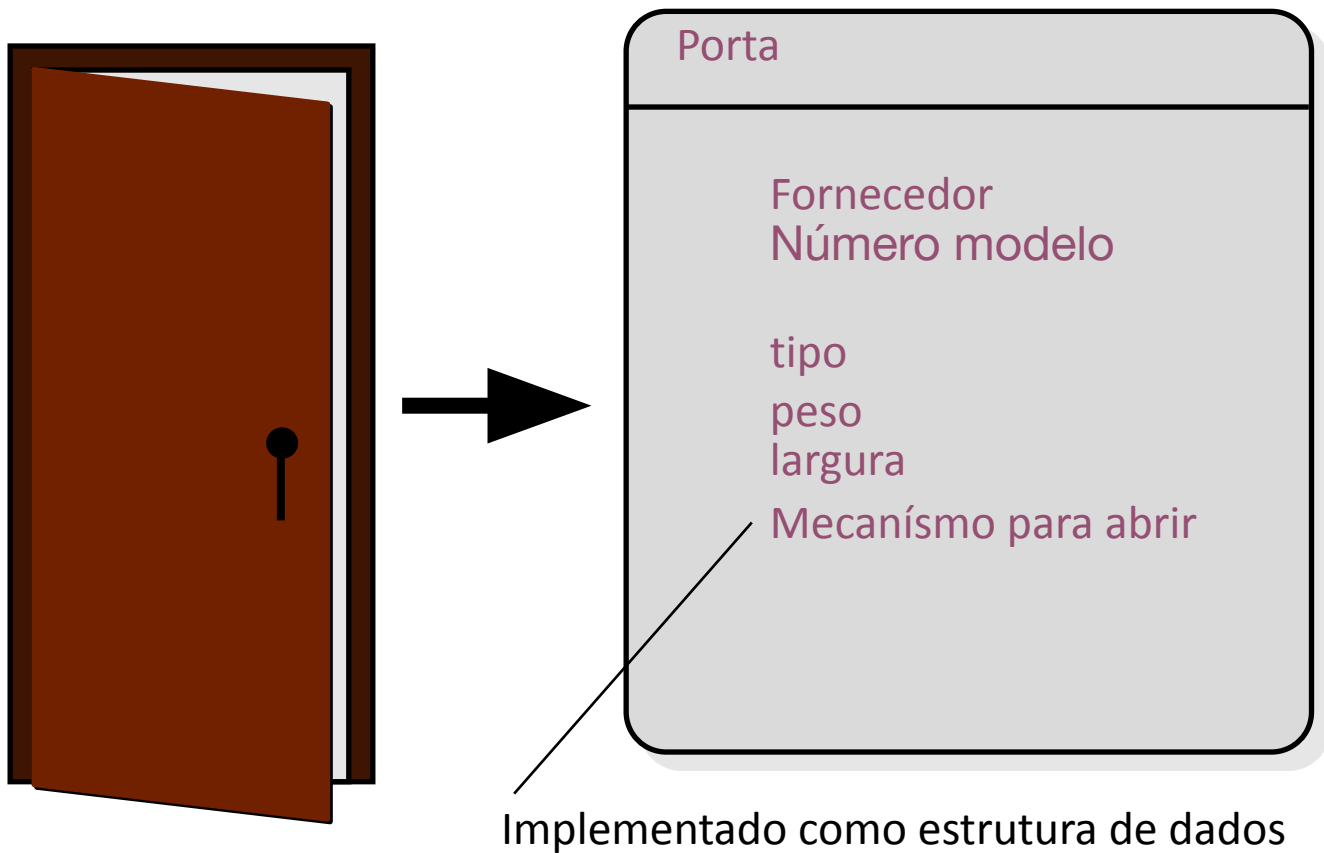 Porta
Fornecedor
Número modelo
tipo
peso
largura
Mecanísmo para abrir
Implementado como estrutura de dados